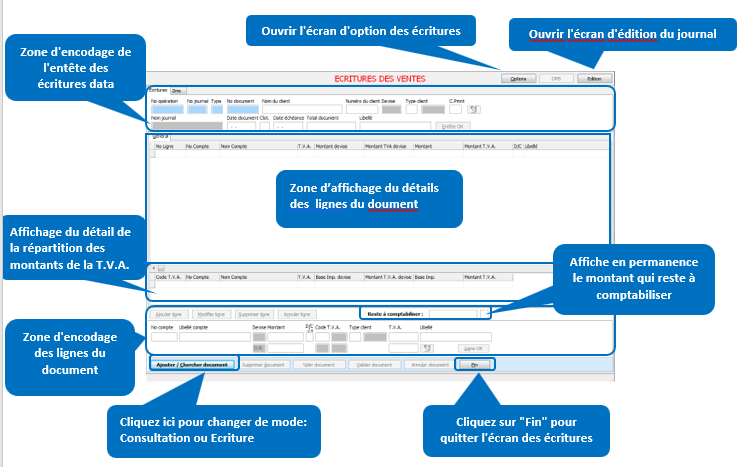 Ouvrir l'écran d'option des écritures
Ouvrir l'écran d'édition du journal
Zone d'encodage de
l'entête des
écritures data
ECRITURES DES VENTES
Options
DMS
Edition
Ecritures
Dms
No opération No journal Type No document Nom du client Numéro du client Devise Type client C.Pmnt
Nom journal Date document Clot. Date échéance Total document Libellé
Entête OK
Général
No Ligne No Compte Nom Compte T.V.A. Montant devise Montant TVA devise Montant Montant T.V.A. D/C Libellé
Zone d'affichage du détails
des lignes du doument
Affichage du détail de
la répartition des
montants de la T.V.A.
Code T.V.A. No Compte Nom Compte T.V.A. Base Imp. devise Montant T.V.A. devise Base Imp. Montant T.V.A.
Affiche en permanence
le montant qui reste à
comptabiliser
Ajouter ligne Modifier ligne Supprimer ligne Annuler ligne
Reste à comptabiliser :
Zone d'encodage
des lignes du
document
No compte Libellé compte Devise Montant D/C Code T.V.A. Type client T.V.A. Libellé
Ligne OK
Ajouter / Chercher document Supprimer document Valider document Annuler document Fin
Cliquez ici pour changer de mode:
Consultation ou Ecriture
Cliquez sur "Fin" pour
quitter l'écran des écritures